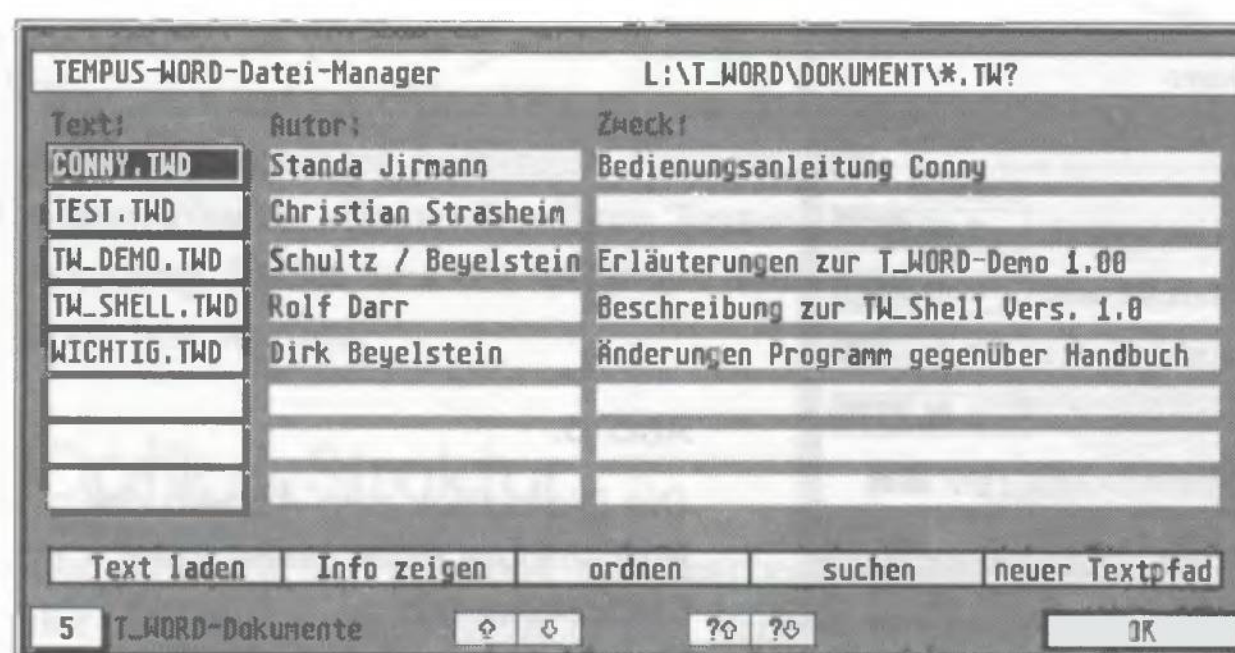 TEMPUS-WORD-Datei-Manager L:\T_WORD\DOKUMENT\*.TW?
Text: Autor: Zweck:
CONNY.TWD Standa Jirmann Bedienungsanleitung Conny
TEST.TWD Christian Strasheim
TW_DEMO.TWD Schultz / Beyelstein Erläuterungen zur T_WORD-Demo 1.00
TW_SHELL.TWD Rolf Darr Beschreibung zur TW_Shell Vers. 1.0
WICHTIG.TWD Dirk Beyelstein Änderungen Programm gegenüber Handbuch
Text laden Info zeigen ordnen suchen neuer Textpfad
5 T_WORD-Dokumente ⇧ ⇩ ?⇧ ?⇩ OK